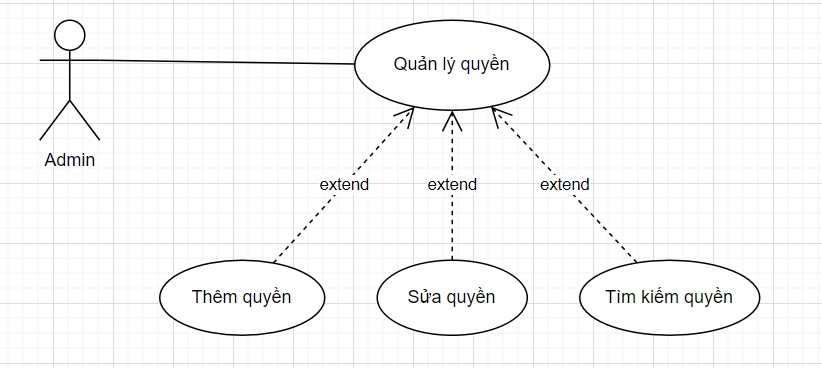 Quản lý quyền
Admin
extend
extend
extend
Thêm quyền
Sửa quyền
Tìm kiếm quyền